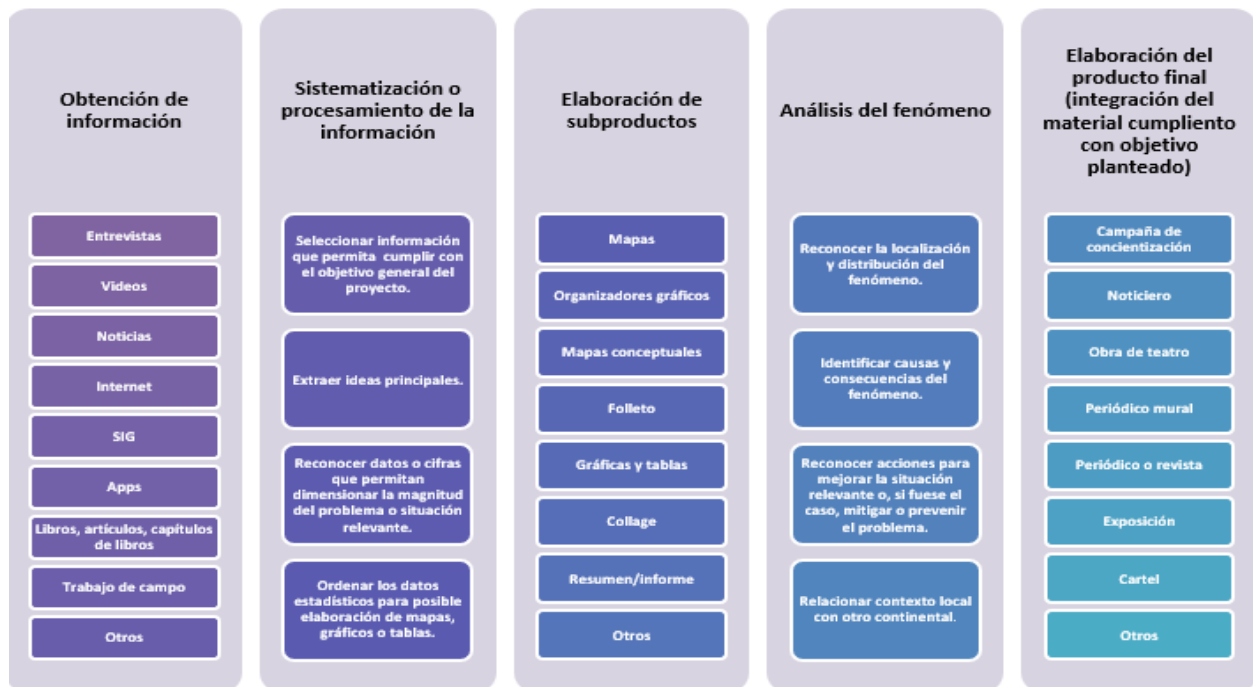 Obtención de
información
Entrevistas
Videos
Noticias
Internet
SIG
Apps
Libros, artículos, capítulos
de libros
Trabajo de campo
Otros
Sistematización o
procesamiento de la
información
Seleccionar información
que permita cumplir con
el objetivo general del
proyecto.
Extraer ideas principales.
Reconocer datos o cifras
que permitan
dimensionar la magnitud
del problema o situación
relevante.
Ordenar los datos
estadísticos para posible
elaboración de mapas,
gráficos o tablas.
Elaboración de
subproductos
Mapas
Organizadores gráficos
Mapas conceptuales
Folleto
Gráficas y tablas
Collage
Resumen/informe
Otros
Análisis del fenómeno
Reconocer la localización
y distribución del
fenómeno.
Identificar causas y
consecuencias del
fenómeno.
Reconocer acciones para
mejorar la situación
relevante o, si fuese el
caso, mitigar o prevenir
el problema.
Relacionar contexto local
con otro continental.
Elaboración del
producto final
(integración del
material cumpliento
con objetivo
planteado)
Campaña de
concientización
Noticiero
Obra de teatro
Periódico mural
Periódico o revista
Exposición
Cartel
Otros